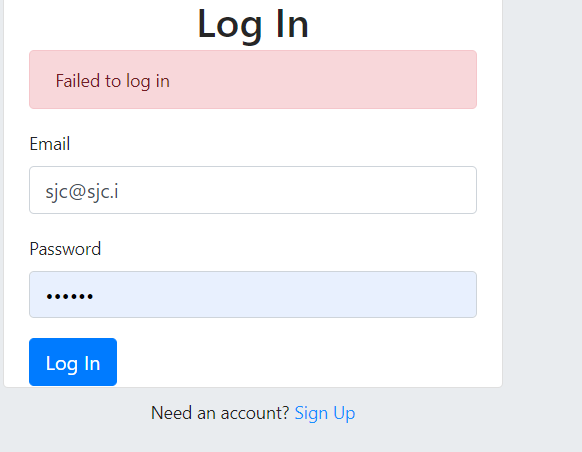 Log In
Failed to log in
Email
sjc@sjc.i
Password
••••••
Log In
Need an account? Sign Up